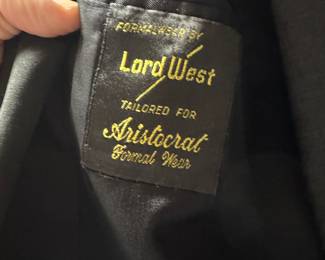 FORMALWEAR BY
Lord West
TAILORED FOR
Aristocrat
Formal Wear